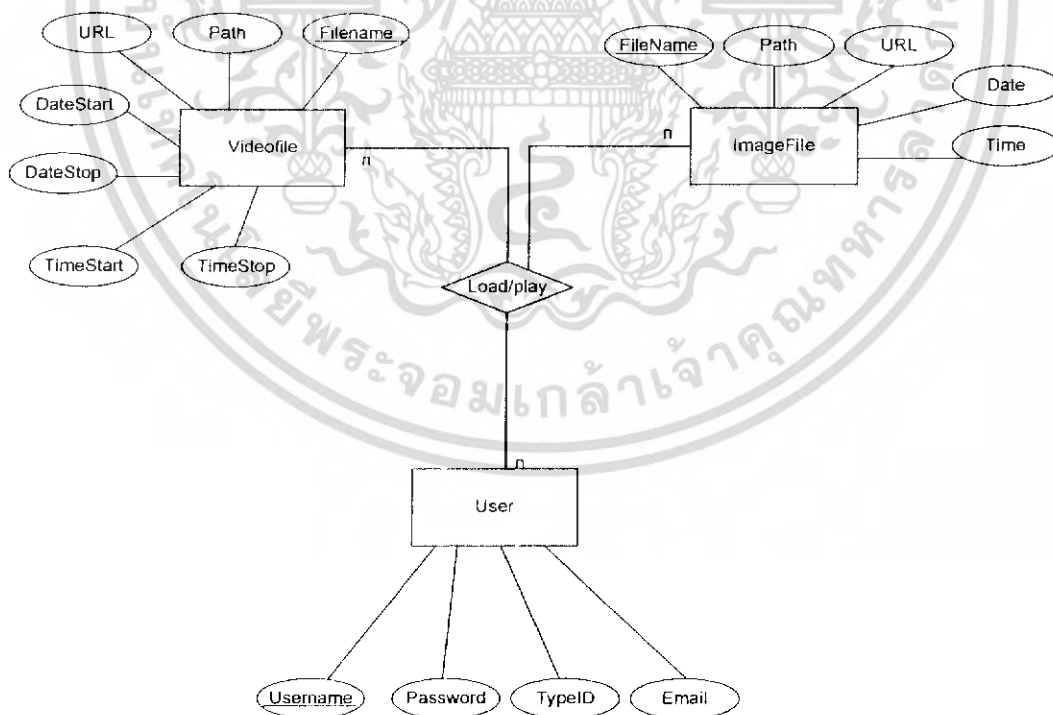 URL
Path
Filename
DateStart
Videofile
n
DateStop
TimeStart
TimeStop
FileName
Path
URL
Date
n
ImageFile
Time
Load/play
พระจอมเกล้าเจ้าคุณทหาร
n
User
Username
Password
TypeID
Email